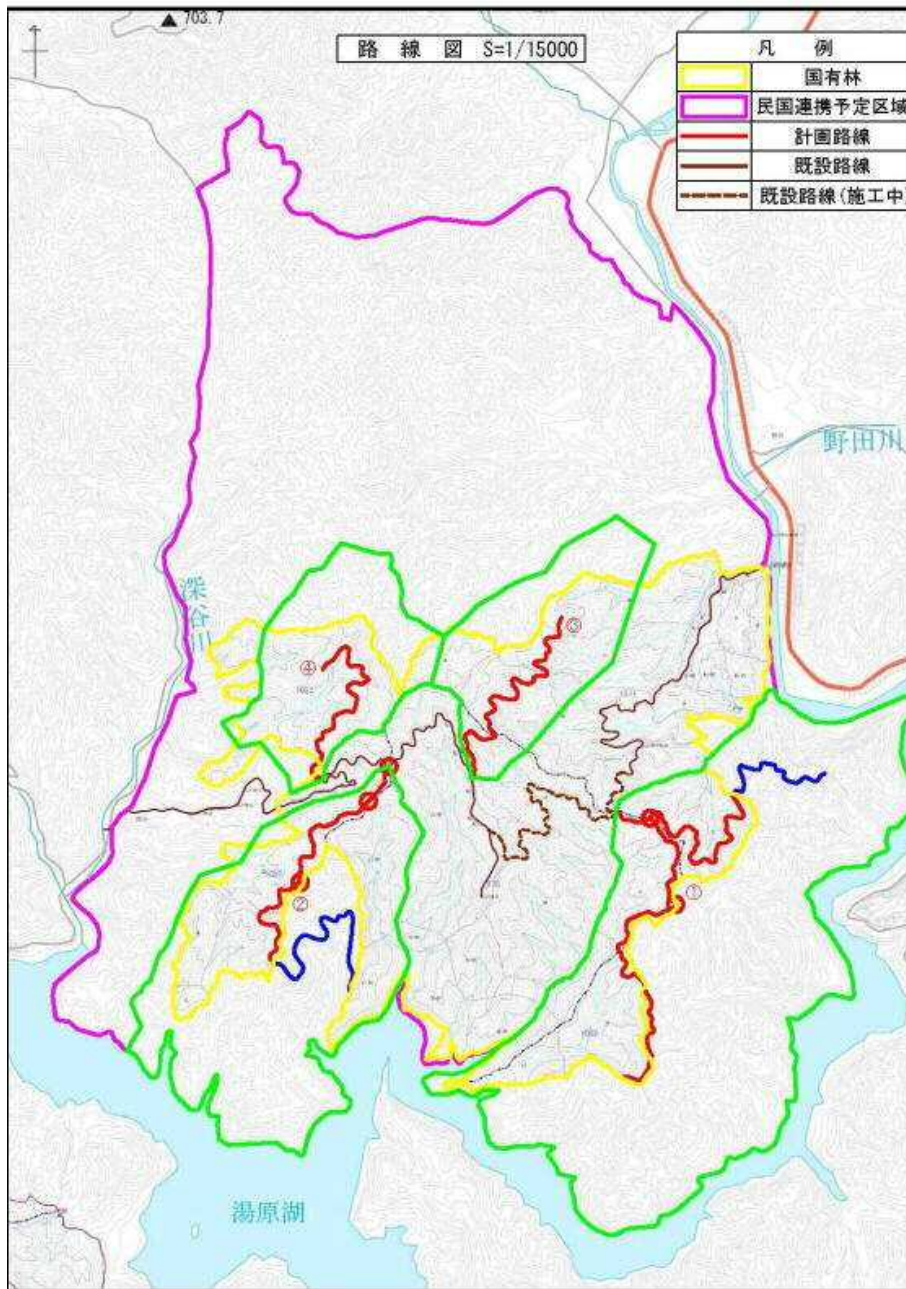 703.7
路線図 S=1/15000
凡例
国有林
民国連携予定区域
計画路線
既設路線
既設路線(施工中)
野田川
深谷川
③
④
①
②
湯原湖